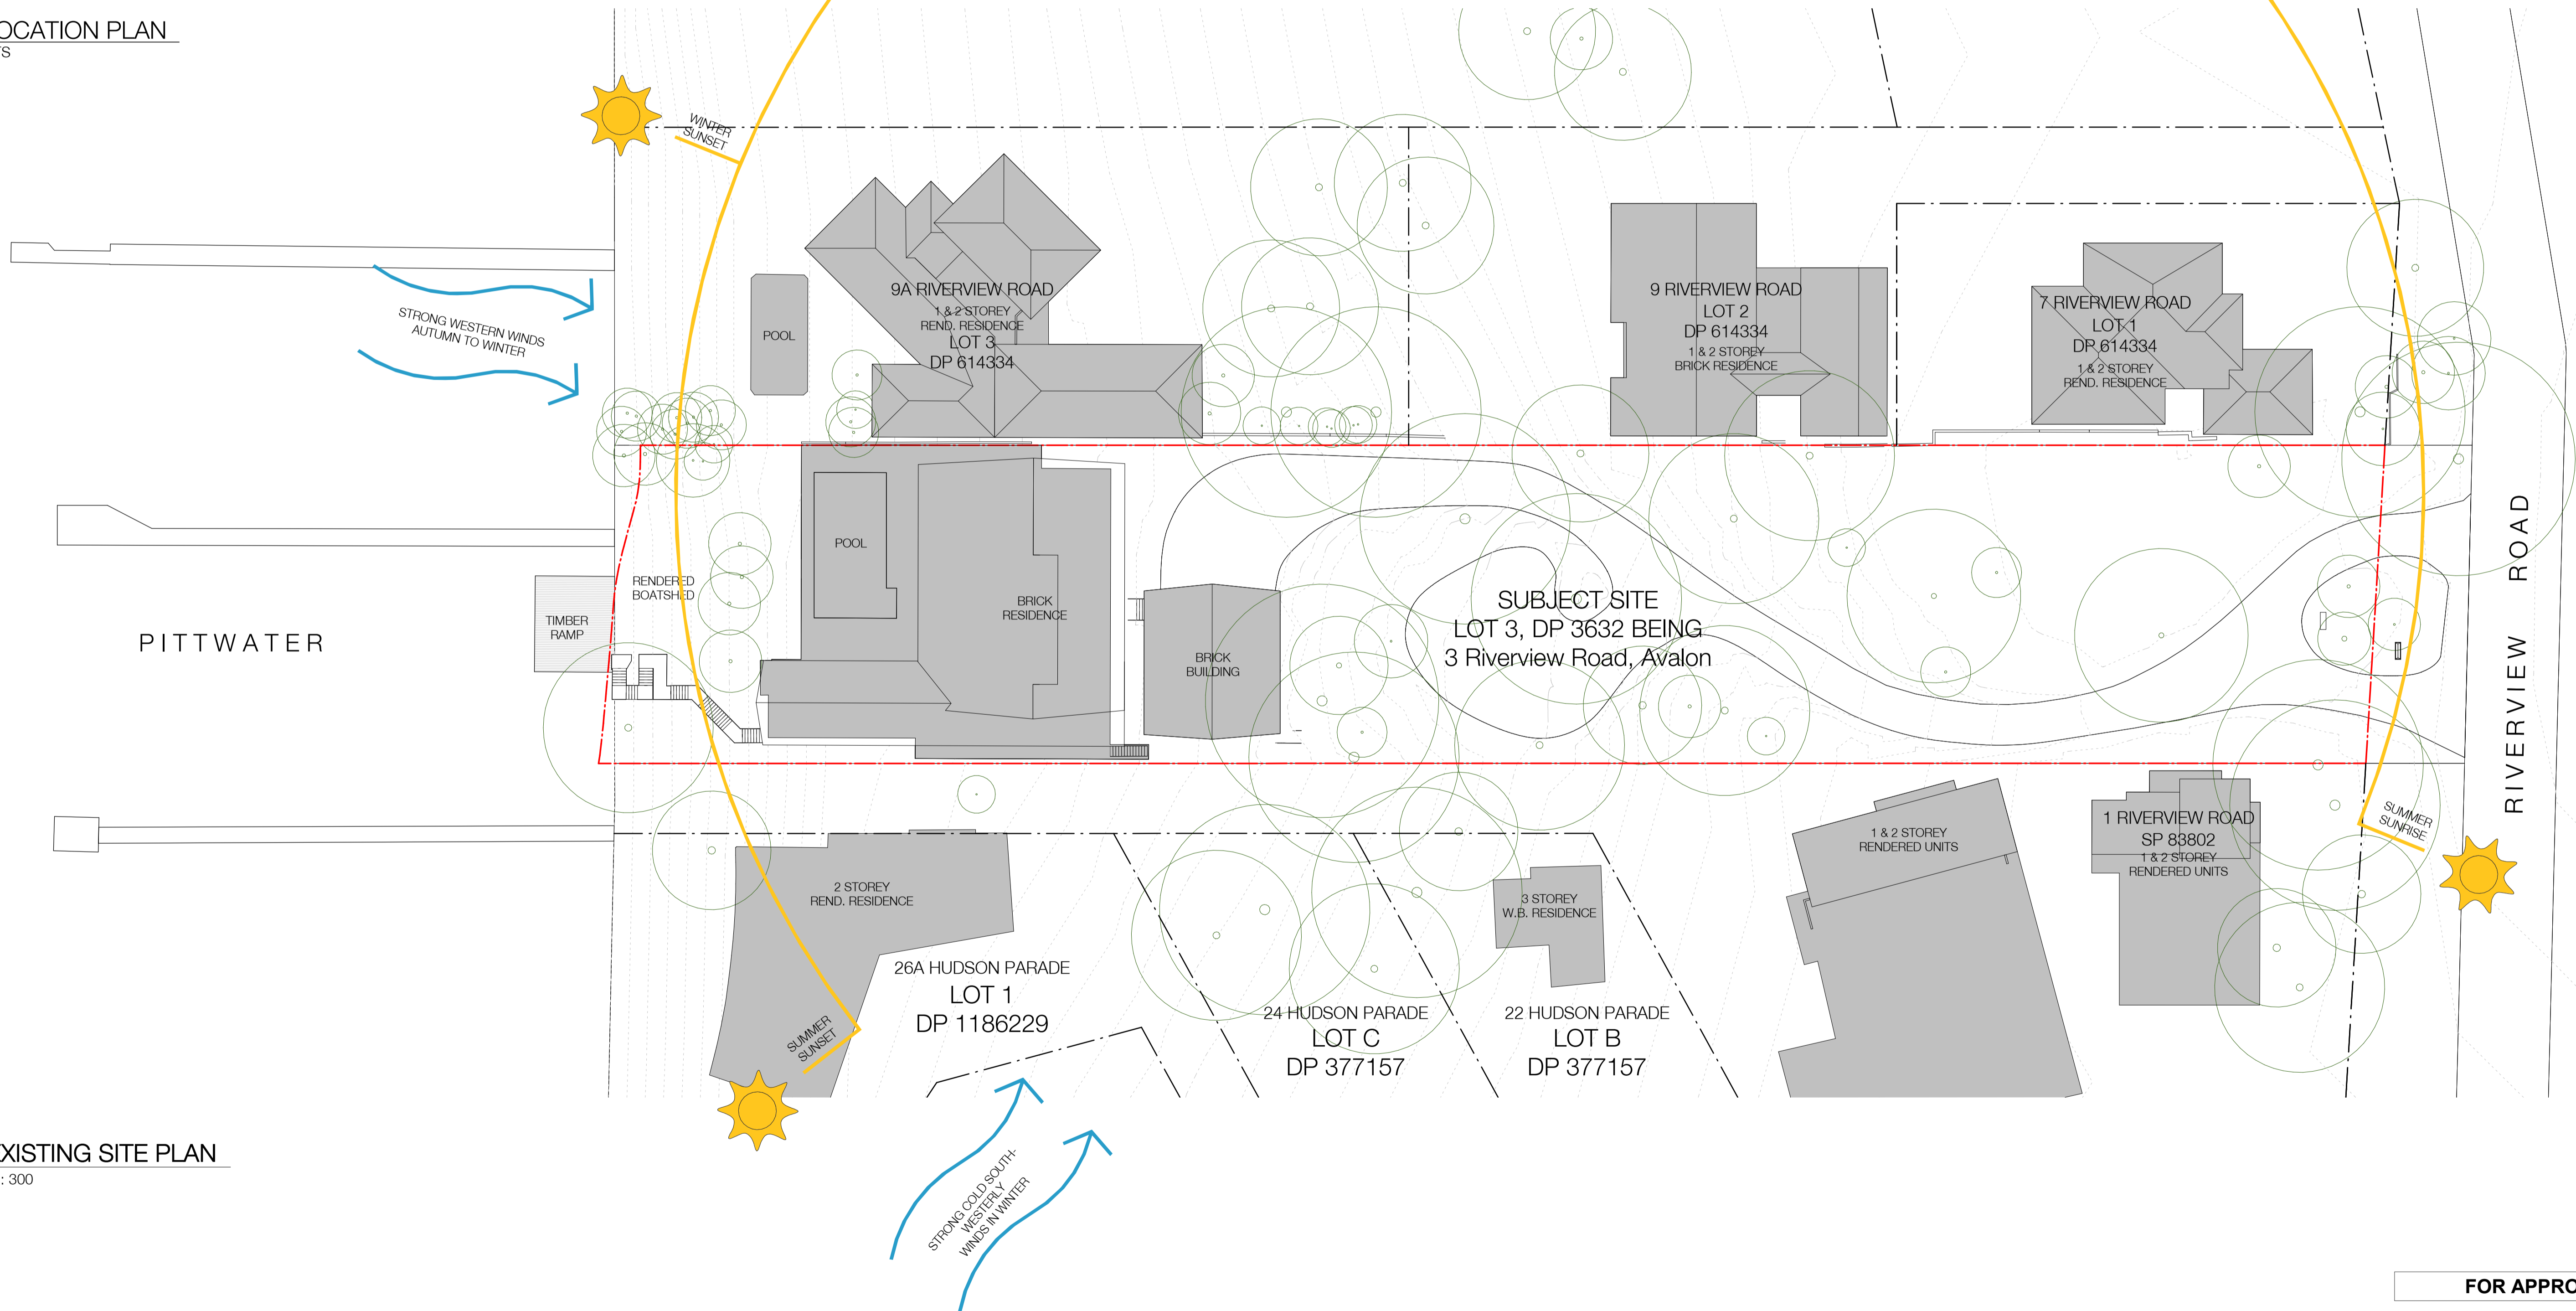 OCATION PLAN
TS
WINTER
SUNSET
STRONG WESTERN WINDS
AUTUMN TO WINTER
POOL
9A RIVERVIEW ROAD
1 & 2 STOREY
REND. RESIDENCE
LOT 3
DP 614334
9 RIVERVIEW ROAD
LOT 2
DP 614334
1 & 2 STOREY
BRICK RESIDENCE
7 RIVERVIEW ROAD
LOT 1
DP 614334
1 & 2 STOREY
REND. RESIDENCE
PITTWATER
TIMBER
RAMP
RENDERED
BOATSHED
POOL
BRICK
RESIDENCE
BRICK
BUILDING
SUBJECT SITE
LOT 3, DP 3632 BEING
3 Riverview Road, Avalon
RIVERVIEW ROAD
2 STOREY
REND. RESIDENCE
26A HUDSON PARADE
LOT 1
DP 1186229
SUMMER
SUNSET
24 HUDSON PARADE
LOT C
DP 377157
3 STOREY
W.B. RESIDENCE
22 HUDSON PARADE
LOT B
DP 377157
1 & 2 STOREY
RENDERED UNITS
1 RIVERVIEW ROAD
SP 83802
1 & 2 STOREY
RENDERED UNITS
SUMMER
SUNRISE
STRONG COLD SOUTH-
WESTERLY
WINDS IN WINTER
EXISTING SITE PLAN
: 300
FOR APPRO